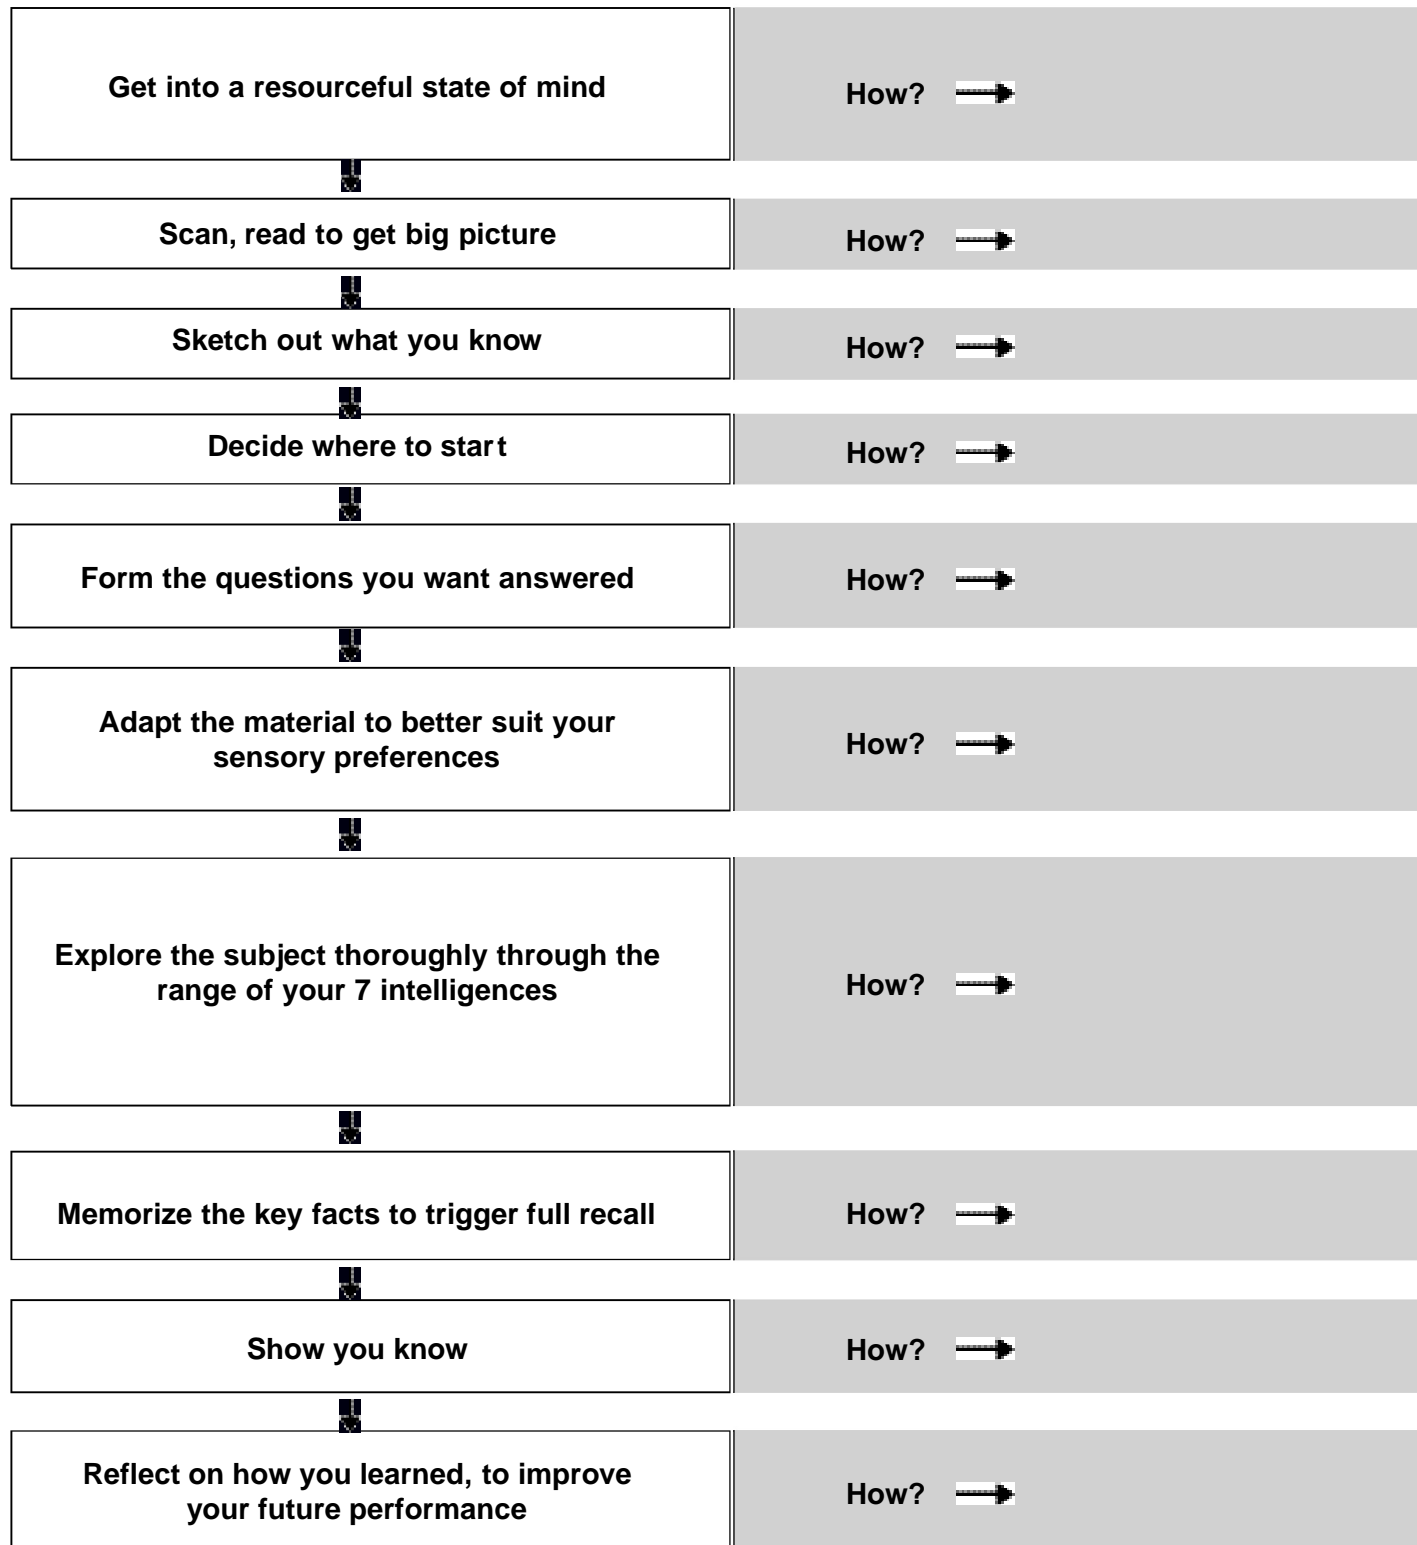 Get into a resourceful state of mind
How?
Scan, read to get big picture
How?
Sketch out what you know
How?
Decide where to start
How?
Form the questions you want answered
How?
Adapt the material to better suit your
sensory preferences
How?
Explore the subject thoroughly through the
range of your 7 intelligences
How?
Memorize the key facts to trigger full recall
How?
Show you know
How?
Reflect on how you learned, to improve
your future performance
How?